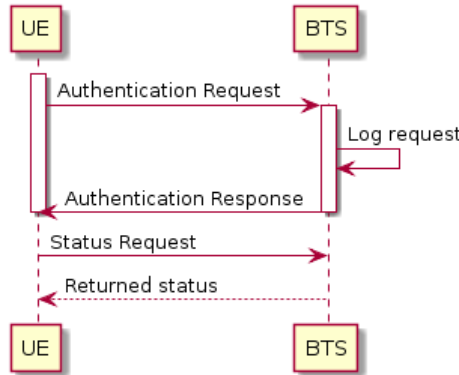 UE
BTS
Authentication Request
Log request
Authentication Response
Status Request
Returned status
UE
BTS